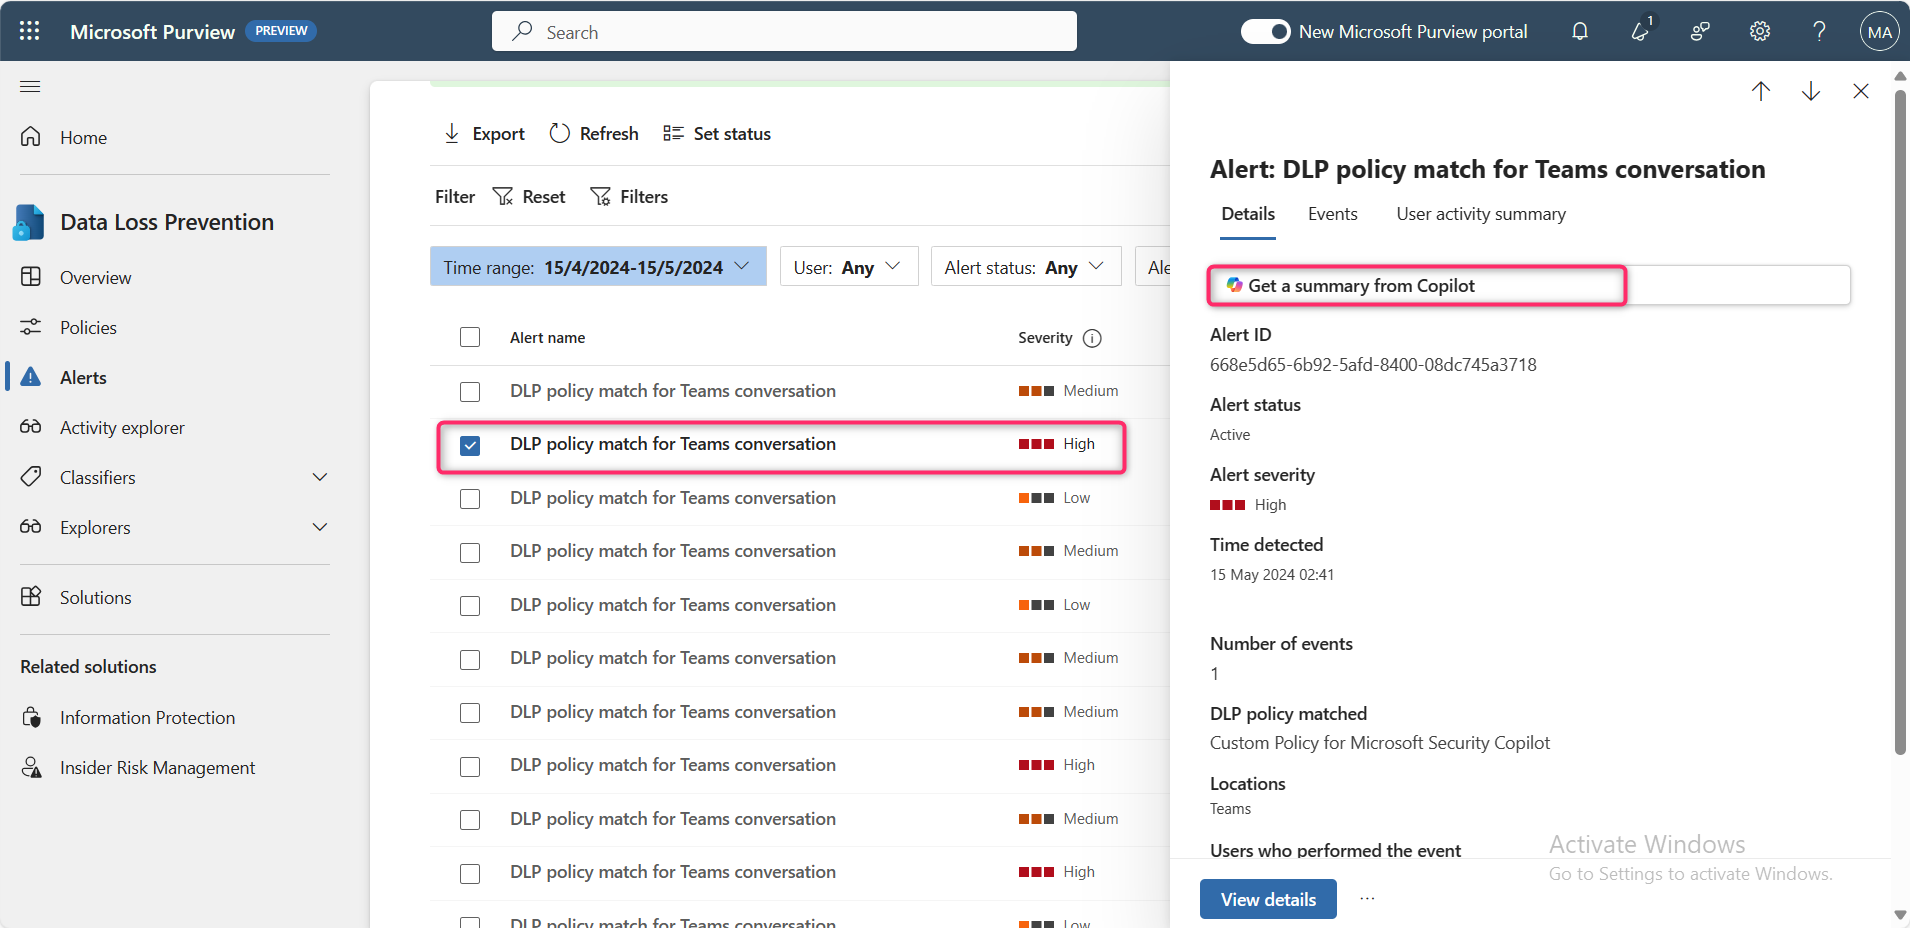 Microsoft Purview PREVIEW
Search
New Microsoft Purview portal
1
MA
Home
Data Loss Prevention
Overview
Policies
Alerts
Activity explorer
Classifiers
Explorers
Solutions
Related solutions
Information Protection
Insider Risk Management
Export Refresh Set status
Filter Reset Filters
Time range: 15/4/2024-15/5/2024 User: Any Alert status: Any Ale
Alert name Severity
DLP policy match for Teams conversation Medium
DLP policy match for Teams conversation High
DLP policy match for Teams conversation Low
DLP policy match for Teams conversation Medium
DLP policy match for Teams conversation Low
DLP policy match for Teams conversation Medium
DLP policy match for Teams conversation Medium
DLP policy match for Teams conversation High
DLP policy match for Teams conversation Medium
DLP policy match for Teams conversation High
DLP policy match for Teams conversation Low
Alert: DLP policy match for Teams conversation
Details Events User activity summary
Get a summary from Copilot
Alert ID
668e5d65-6b92-5afd-8400-08dc745a3718
Alert status
Active
Alert severity
High
Time detected
15 May 2024 02:41
Number of events
1
DLP policy matched
Custom Policy for Microsoft Security Copilot
Locations
Teams
Users who performed the event
View details ...
Activate Windows
Go to Settings to activate Windows.